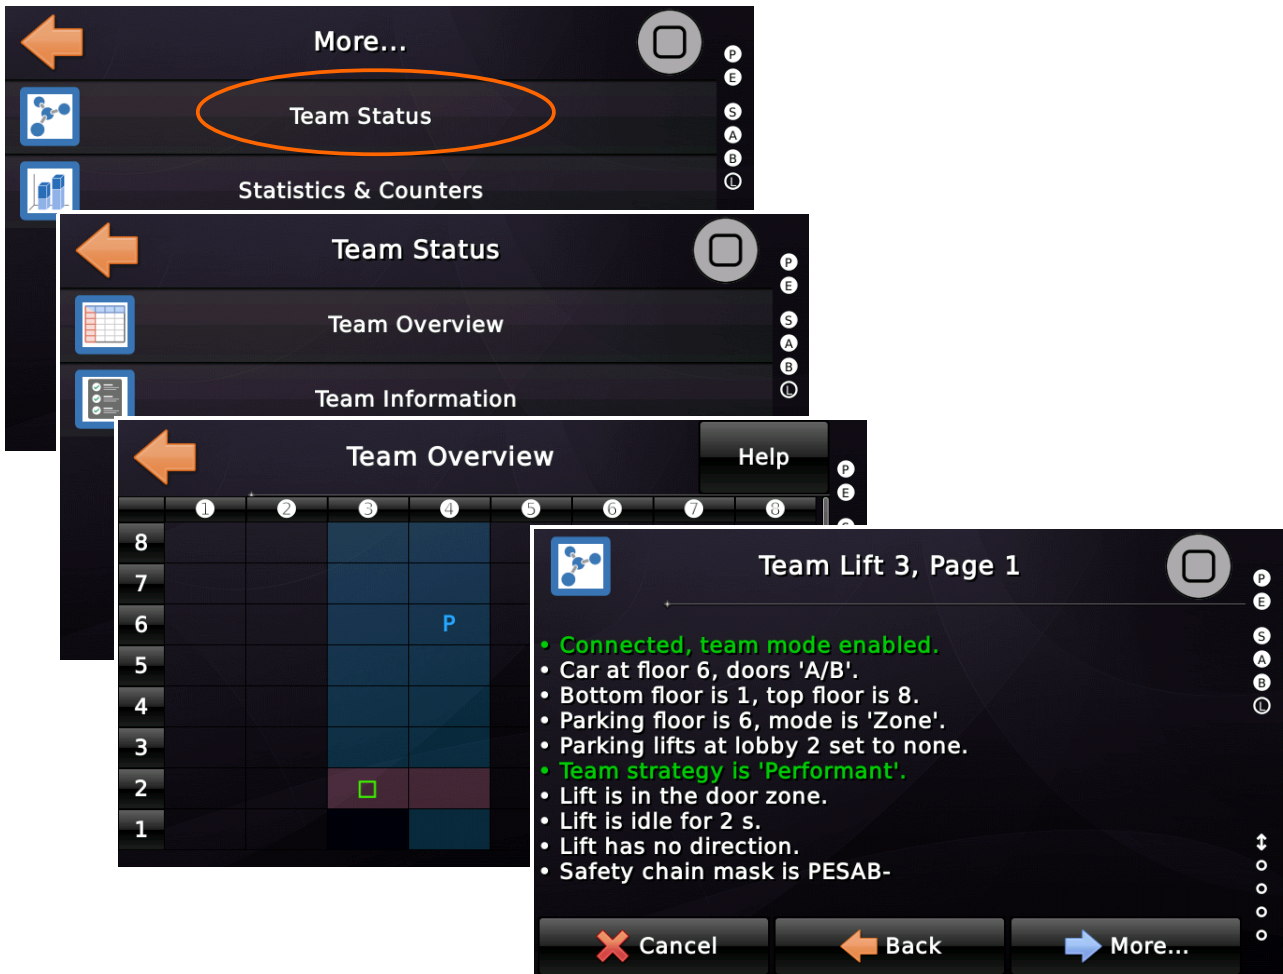 More...
P
E
Team Status
S
A
B
Statistics & Counters
L
Team Status
P
E
Team Overview
S
A
B
Team Information
L
Team Overview
Help
P
E
S
1 2 3 4 5 6 7 8
8
7
6 P
5
4
3
2
1
Team Lift 3, Page 1
P
E
S
A
B
L
• Connected, team mode enabled.
• Car at floor 6, doors 'A/B'.
• Bottom floor is 1, top floor is 8.
• Parking floor is 6, mode is 'Zone'.
• Parking lifts at lobby 2 set to none.
• Team strategy is 'Performant'.
• Lift is in the door zone.
• Lift is idle for 2 s.
• Lift has no direction.
• Safety chain mask is PESAB-
Cancel Back More...